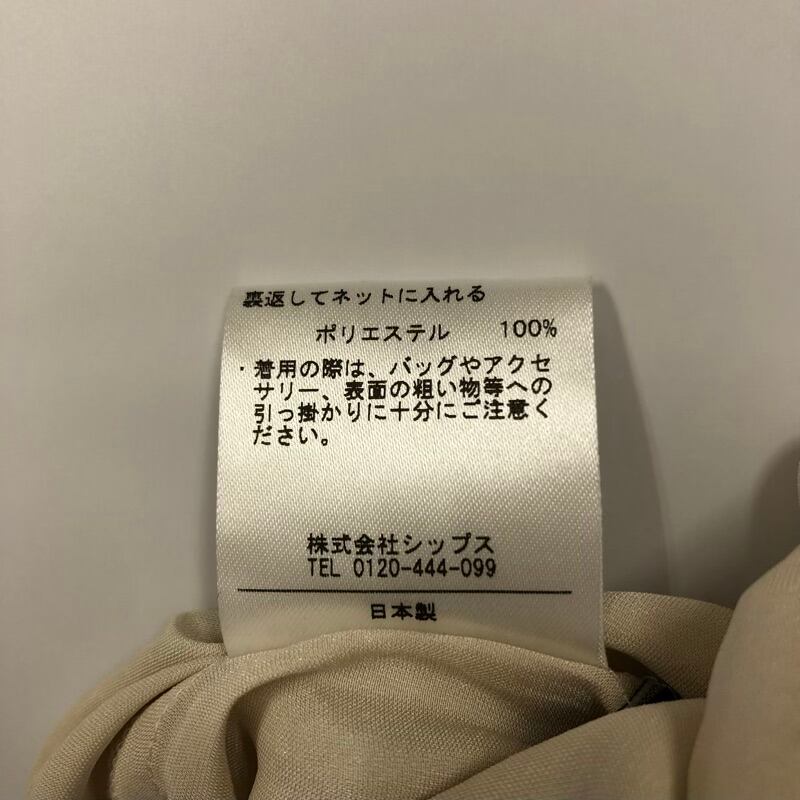 裏返してネットに入れる
ポリエステル 100%
・着用の際は、バッグやアクセ
サリー、表面の粗い物等への
引っ掛かりに十分にご注意く
ださい。
株式会社シップス
TEL 0120-444-099
日本製